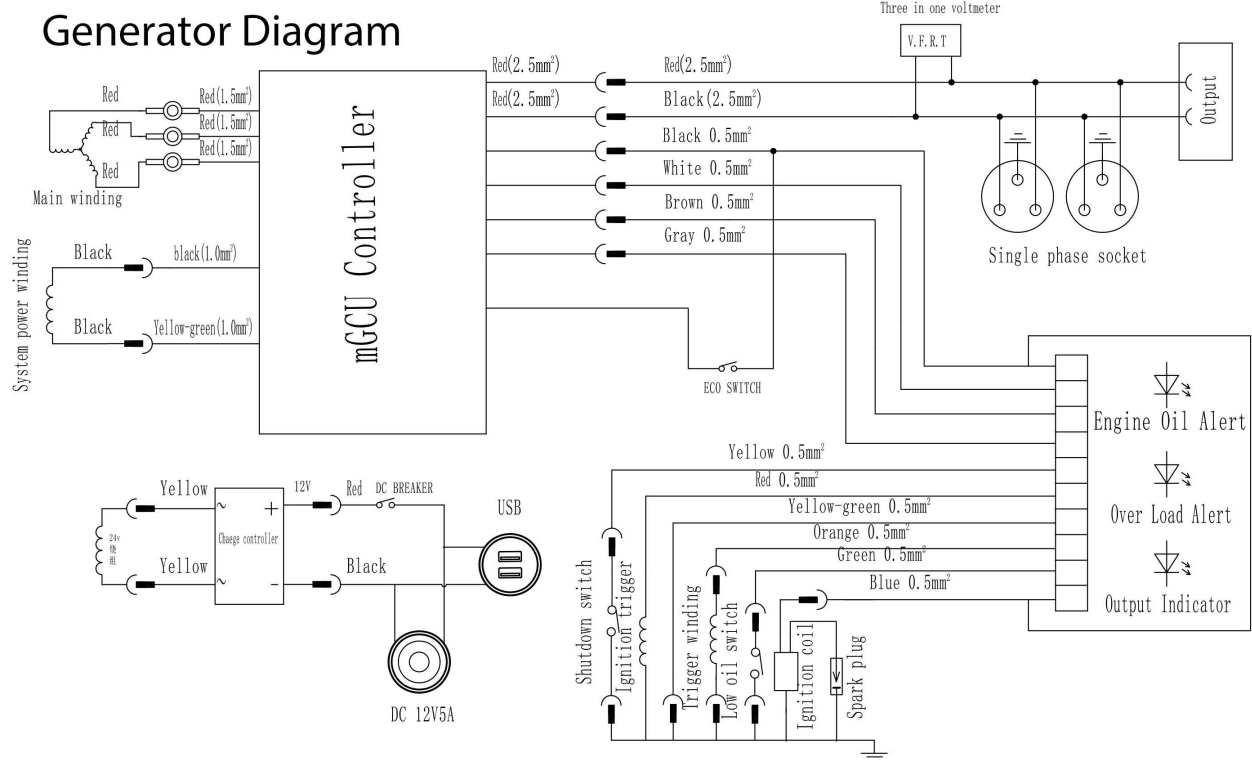 Generator Diagram
Three in one voltmeter
V.F.R.T
Red(2.5mm²)
Red(2.5mm²)
Red(2.5mm²)
Black(2.5mm²)
Output
Red
Red(1.5mm²)
Red
Red(1.5mm²)
Red
Red(1.5mm²)
Main winding
mGCU Controller
Black 0.5mm²
White 0.5mm²
Brown 0.5mm²
Gray 0.5mm²
Single phase socket
System power winding
Black
black(1.0mm²)
Black
Yellow-green(1.0mm²)
ECO SWITCH
Engine Oil Alert
Over Load Alert
Output Indicator
Yellow 0.5mm²
Red 0.5mm²
Yellow-green 0.5mm²
Orange 0.5mm²
Green 0.5mm²
Blue 0.5mm²
24v
绕
组
Yellow
Yellow
~
~
+
-
Chaege controller
12V
Red
DC BREAKER
Black
USB
DC 12V5A
Shutdown switch
Ignition trigger
Trigger winding
Low oil switch
Ignition coil
Spark plug